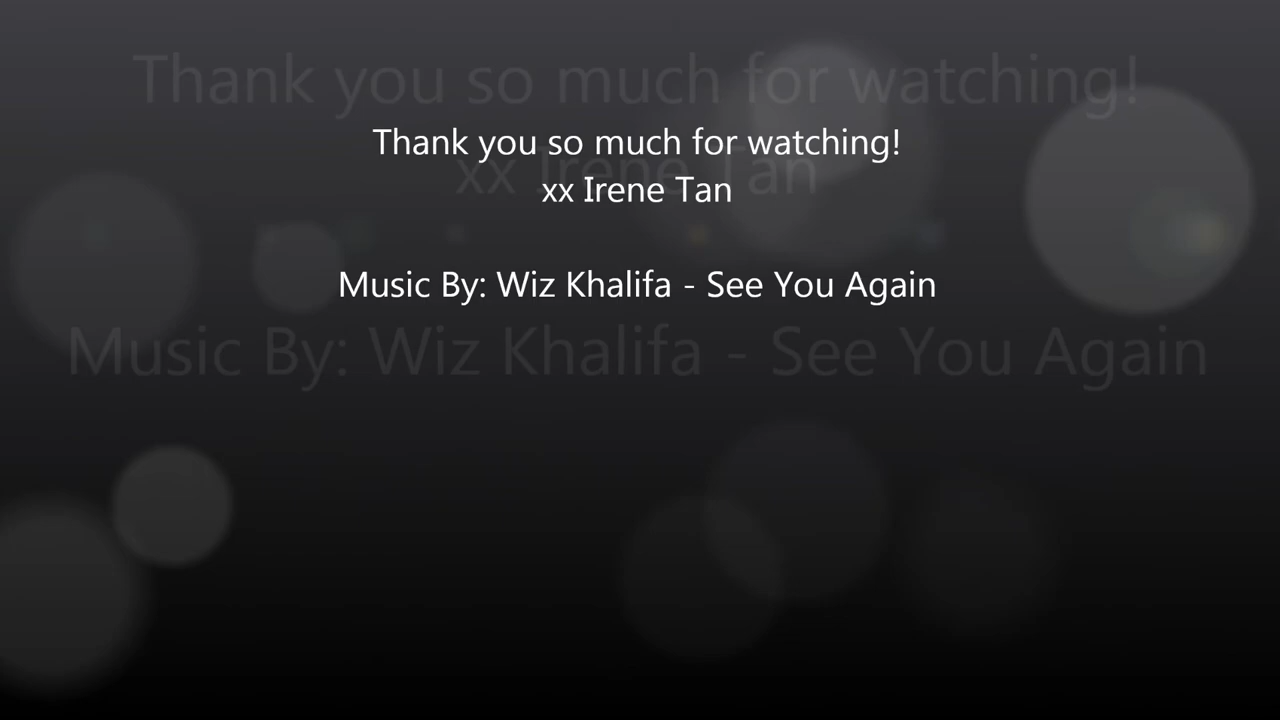 Thank you so much for watching!
xx Irene Tan
Music By: Wiz Khalifa - See You Again